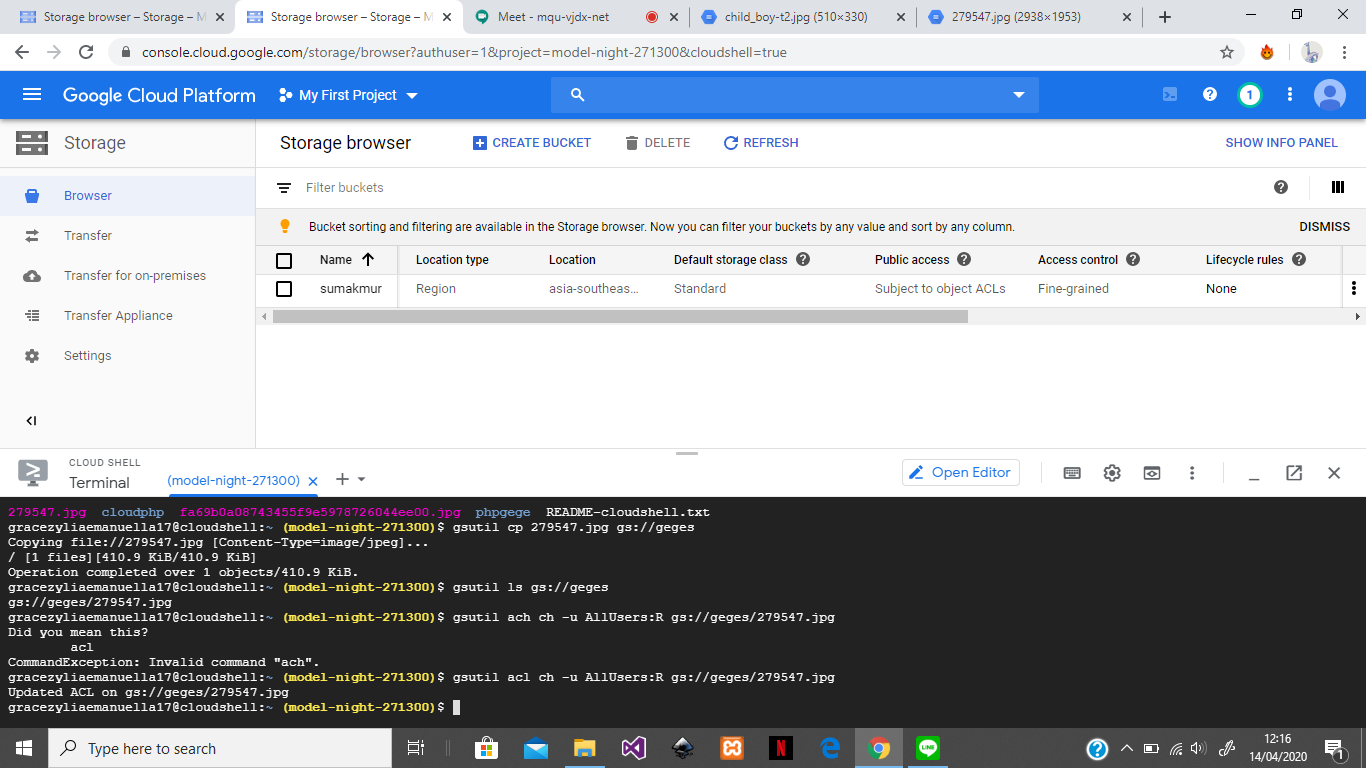 Storage browser – Storage – M
Storage browser – Storage – M
Meet - mqu-vjdx-net
child_boy-t2.jpg (510×330)
279547.jpg (2938×1953)
console.cloud.google.com/storage/browser?authuser=1&project=model-night-271300&cloudshell=true
Google Cloud Platform
My First Project
1
Storage
Storage browser
CREATE BUCKET
DELETE
REFRESH
SHOW INFO PANEL
Browser
Transfer
Transfer for on-premises
Transfer Appliance
Settings
Filter buckets
Bucket sorting and filtering are available in the Storage browser. Now you can filter your buckets by any value and sort by any column.
DISMISS
Name Location type Location Default storage class Public access Access control Lifecycle rules
sumakmur Region asia-southeas... Standard Subject to object ACLs Fine-grained None
CLOUD SHELL
Terminal
(model-night-271300)
Open Editor
279547.jpg cloudphp fa69b0a08743455f9e5978726044ee00.jpg phpgege README-cloudshell.txt
gracezyliaemanuella17@cloudshell:~ (model-night-271300)$ gsutil cp 279547.jpg gs://geges
Copying file://279547.jpg [Content-Type=image/jpeg]...
/ [1 files][410.9 KiB/410.9 KiB]
Operation completed over 1 objects/410.9 KiB.
gracezyliaemanuella17@cloudshell:~ (model-night-271300)$ gsutil ls gs://geges
gs://geges/279547.jpg
gracezyliaemanuella17@cloudshell:~ (model-night-271300)$ gsutil ach ch -u AllUsers:R gs://geges/279547.jpg
Did you mean this?
acl
CommandException: Invalid command "ach".
gracezyliaemanuella17@cloudshell:~ (model-night-271300)$ gsutil acl ch -u AllUsers:R gs://geges/279547.jpg
Updated ACL on gs://geges/279547.jpg
gracezyliaemanuella17@cloudshell:~ (model-night-271300)$
Type here to search
12:16
14/04/2020
1